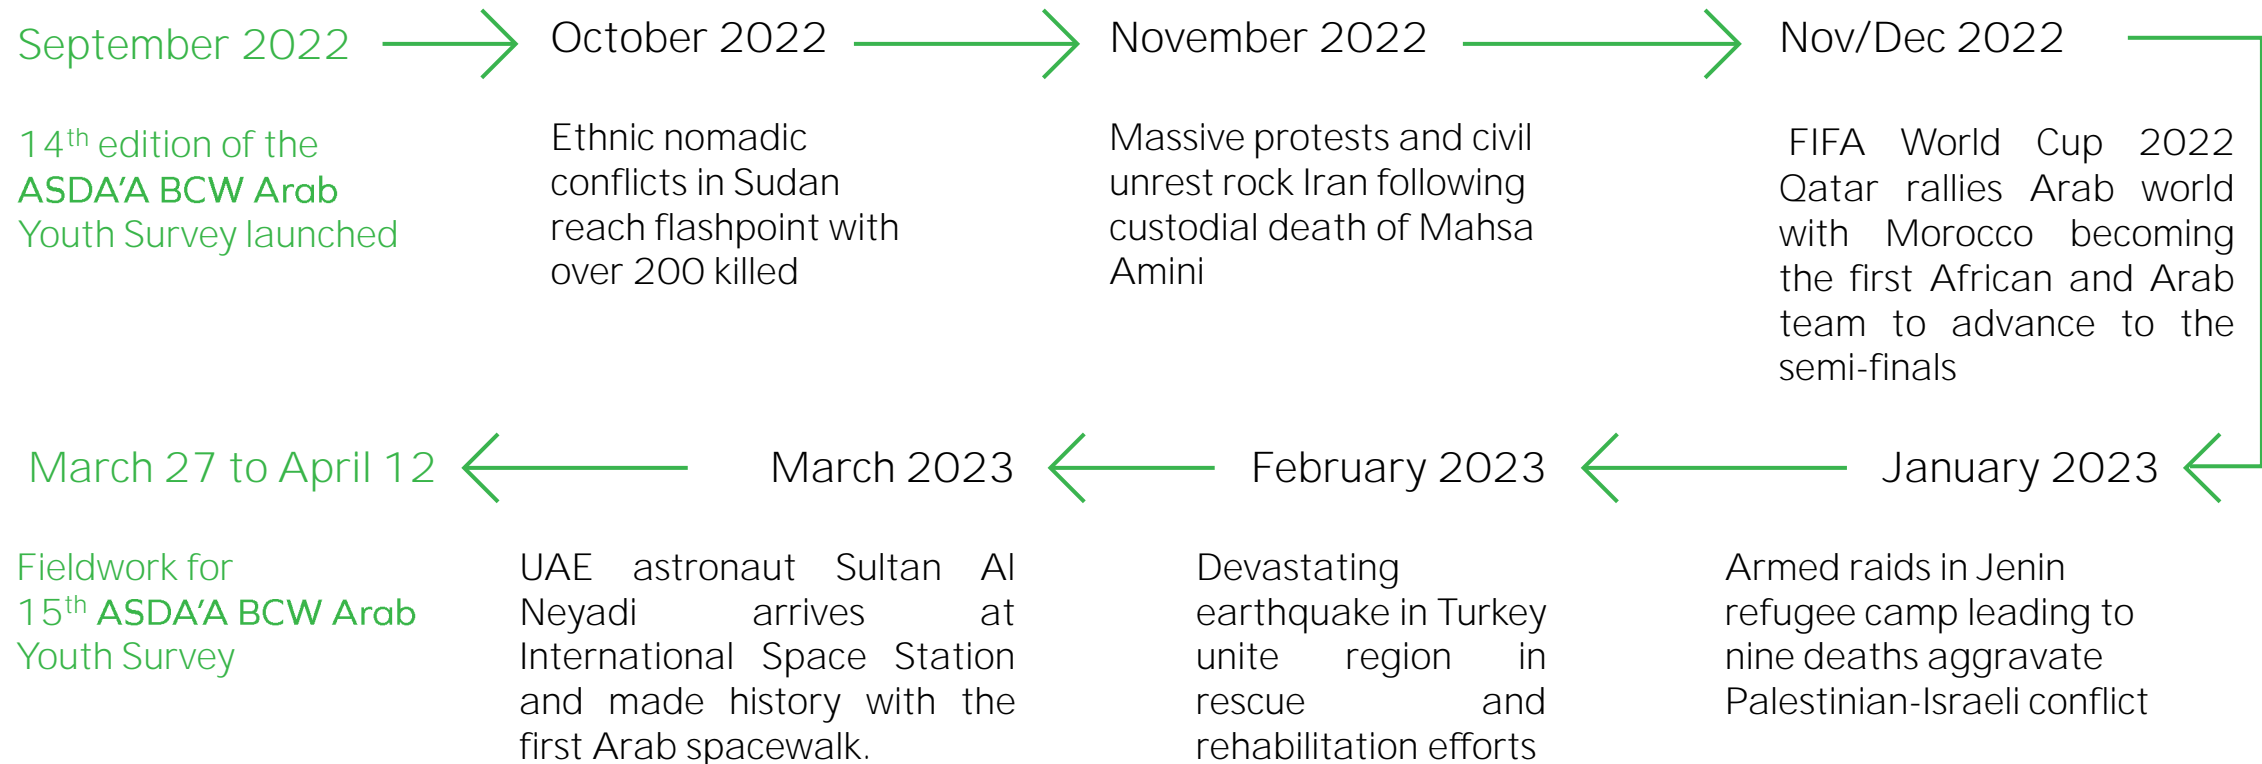 September 2022
14th edition of the
ASDA'A BCW Arab
Youth Survey launched
October 2022
Ethnic nomadic
conflicts in Sudan
reach flashpoint with
over 200 killed
November 2022
Massive protests and civil
unrest rock Iran following
custodial death of Mahsa
Amini
Nov/Dec 2022
FIFA World Cup 2022
Qatar rallies Arab world
with Morocco becoming
the first African and Arab
team to advance to the
semi-finals
January 2023
Armed raids in Jenin
refugee camp leading to
nine deaths aggravate
Palestinian-Israeli conflict
February 2023
Devastating
earthquake in Turkey
unite region in
rescue and
rehabilitation efforts
March 2023
UAE astronaut Sultan Al
Neyadi arrives at
International Space Station
and made history with the
first Arab spacewalk.
March 27 to April 12
Fieldwork for
15th ASDA'A BCW Arab
Youth Survey